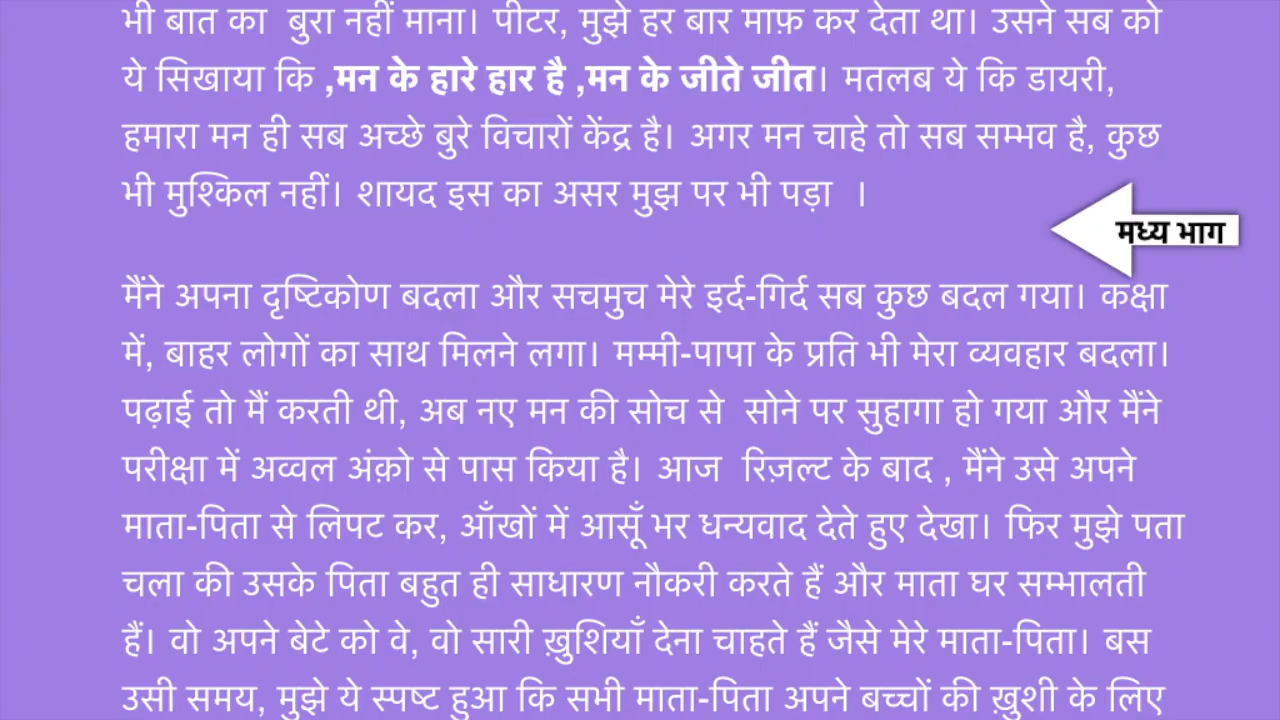 भी बात का  बुरा नहीं माना। पीटर, मुझे हर बार माफ़ कर देता था। उसने सब को
ये सिखाया कि ,मन के हारे हार है ,मन के जीते जीत। मतलब ये कि डायरी,
हमारा मन ही सब अच्छे बुरे विचारों केंद्र है। अगर मन चाहे तो सब सम्भव है, कुछ
भी मुश्किल नहीं। शायद इस का असर मुझ पर भी पड़ा  ।
मध्य भाग
मैंने अपना दृष्टिकोण बदला और सचमुच मेरे इर्द-गिर्द सब कुछ बदल गया। कक्षा
में, बाहर लोगों का साथ मिलने लगा। मम्मी-पापा के प्रति भी मेरा व्यवहार बदला।
पढ़ाई तो मैं करती थी, अब नए मन की सोच से  सोने पर सुहागा हो गया और मैंने
परीक्षा में अव्वल अंक़ो से पास किया है। आज  रिज़ल्ट के बाद , मैंने उसे अपने
माता-पिता से लिपट कर, आँखों में आसूँ भर धन्यवाद देते हुए देखा। फिर मुझे पता
चला की उसके पिता बहुत ही साधारण नौकरी करते हैं और माता घर सम्भालती
हैं। वो अपने बेटे को वे, वो सारी ख़ुशियाँ देना चाहते हैं जैसे मेरे माता-पिता। बस
उसी समय, मुझे ये स्पष्ट हुआ कि सभी माता-पिता अपने बच्चों की ख़ुशी के लिए